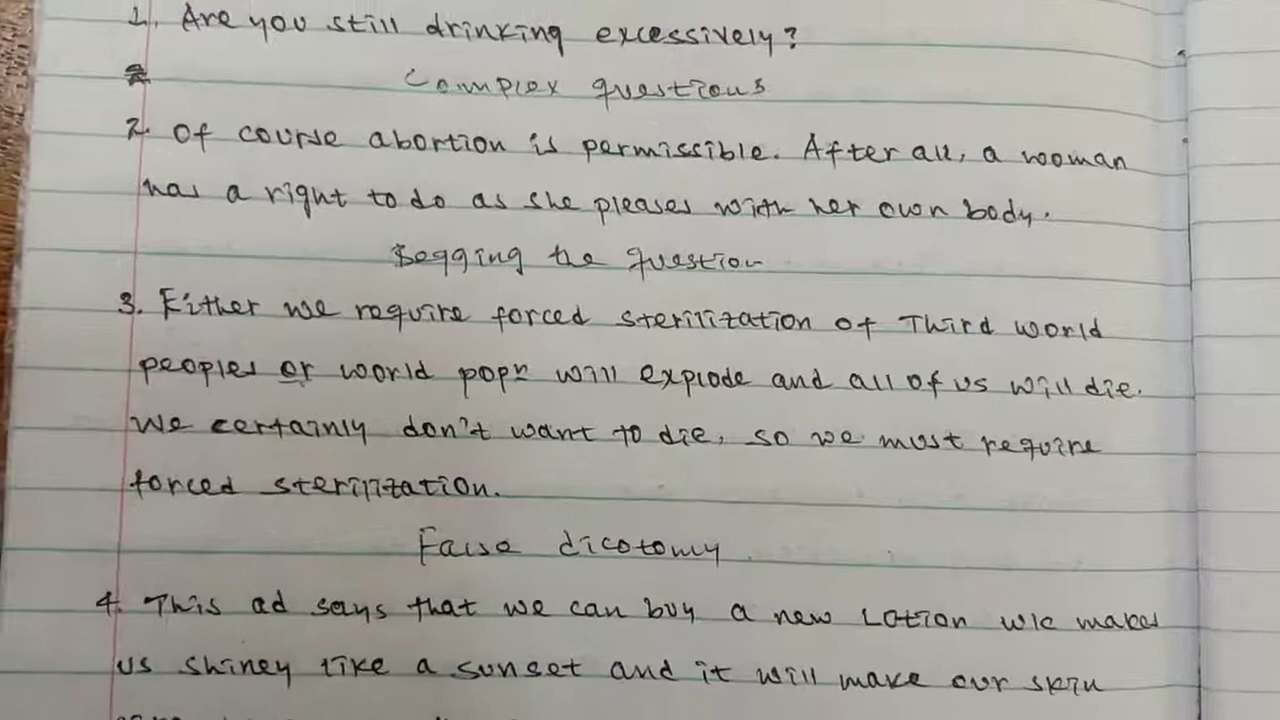 1. Are you still drinking excessively?
Complex questions
2. Of course abortion is permissible. After all, a wooman
has a right to do as she pleases with her own body.
Begging the question
3. Either we require forced sterilization of Third world
peoples or world popn will explode and all of us will die.
We certainly don't want to die, so we must require
forced sterilization.
False dicotomy
4. This ad says that we can buy a new Lotion wic makes
us shiney like a sunset and it will make our skin